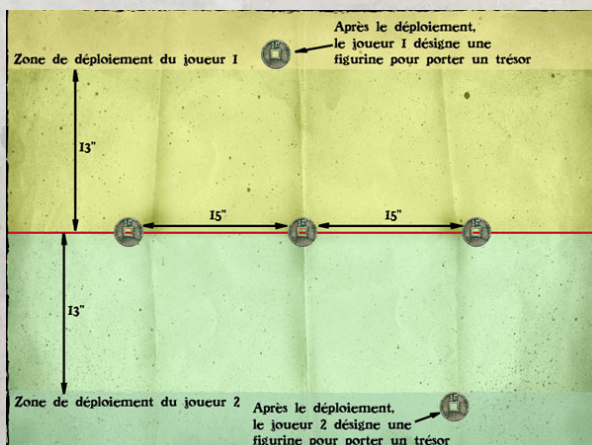 Après le déploiement,
le joueur 1 désigne une
figurine pour porter un trésor
Zone de déploiement du joueur 1
13"
15"
15"
13"
Zone de déploiement du joueur 2
Après le déploiement,
le joueur 2 désigne une
figurine pour porter un trésor